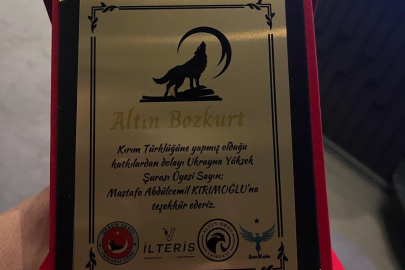 Altın Bozkurt
Kırım Türklüğüne yapmış olduğu
katkılardan dolayı Ukrayna Yüksek
Şurası Üyesi Sayın;
Mustafa Abdülcemil KIRIMOĞLU'na
teşekkür ederiz.
İLTERİŞ